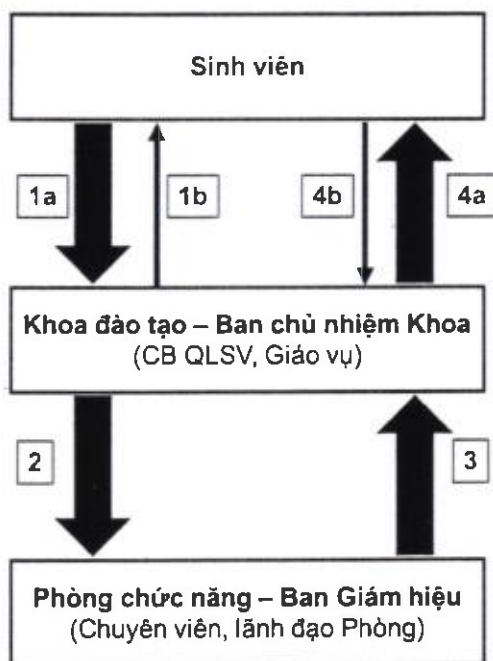 Sinh viên
1a
1b
4b
4a
Khoa đào tạo – Ban chủ nhiệm Khoa
(CB QLSV, Giáo vụ)
2
3
Phòng chức năng – Ban Giám hiệu
(Chuyên viên, lãnh đạo Phòng)